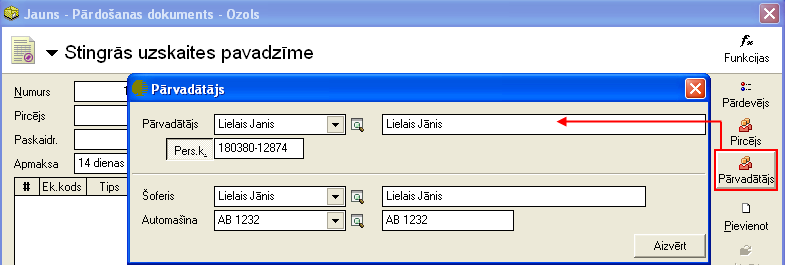 Jauns - Pārdošanas dokuments - Ozols
Stingrās uzskaites pavadzīme
fx
Funkcijas
Numurs 1
Pircējs
Paskaidr.
Apmaksa 14 dienas
# Ek.kods Tips
Pārvadātājs
Pārvadātājs Lielais Janis Lielais Jānis
Pers.k. 180380-12874
Šoferis Lielais Jānis Lielais Jānis
Automašīna AB 1232 AB 1232
Aizvērt
Pārdevējs
Pircējs
Pārvadātājs
Pievienot